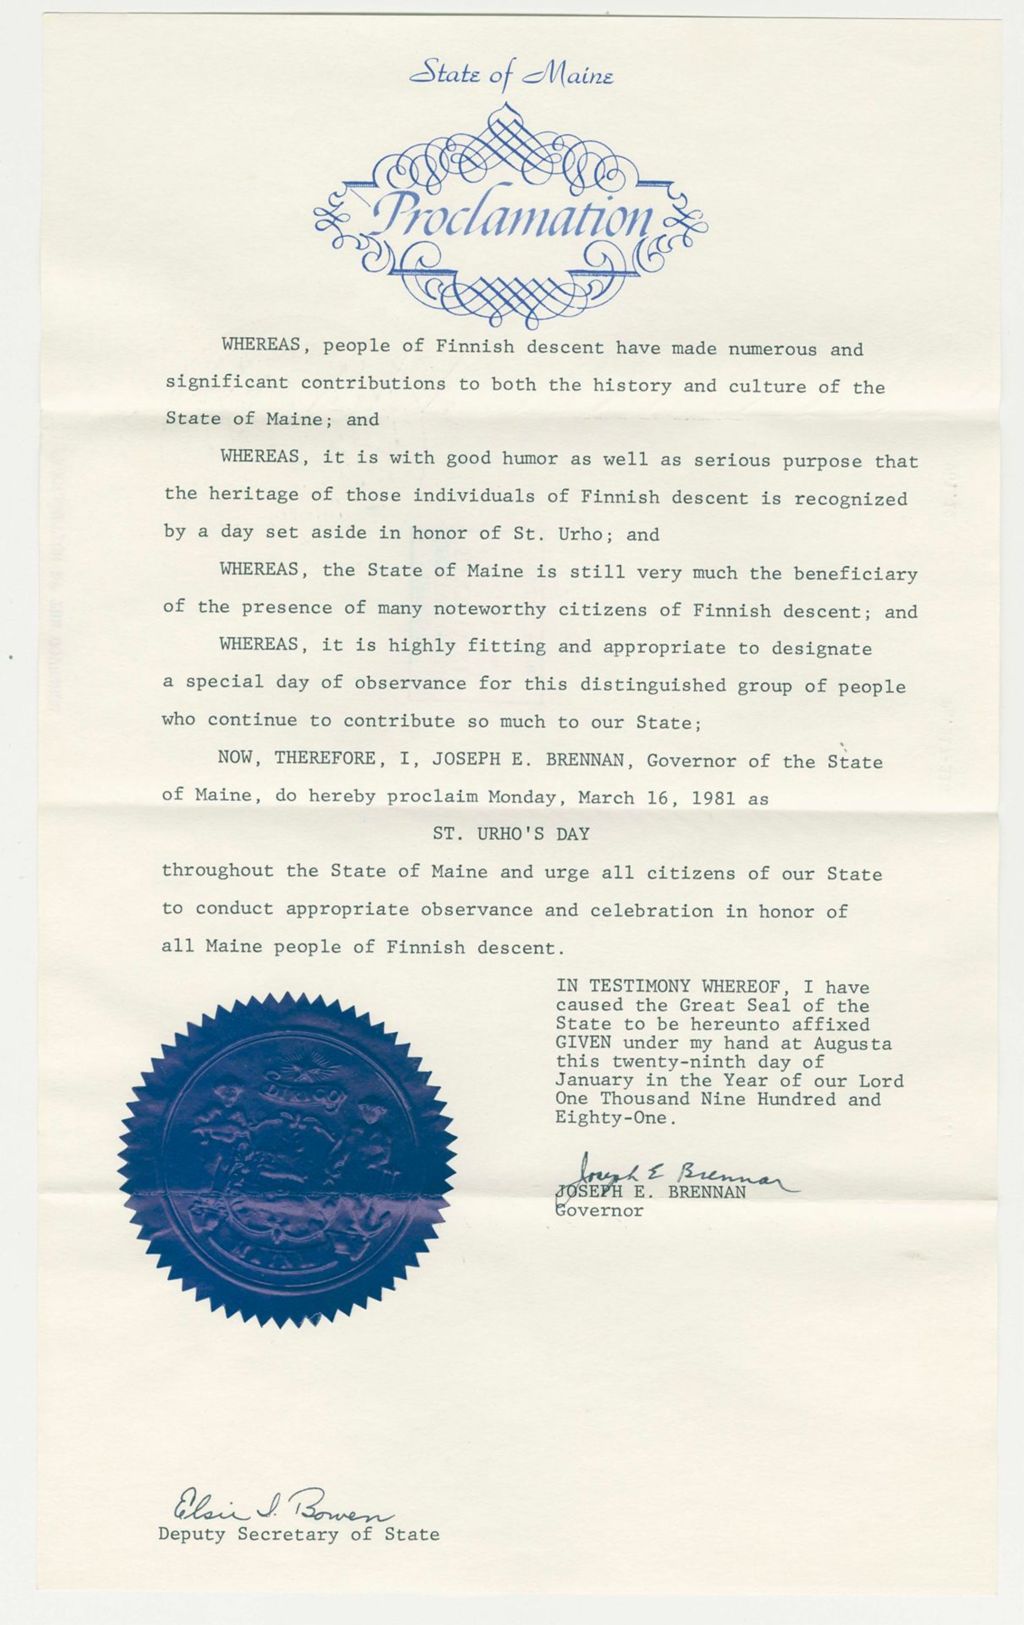 State of Maine
Proclamation
WHEREAS, people of Finnish descent have made numerous and
significant contributions to both the history and culture of the
State of Maine; and
WHEREAS, it is with good humor as well as serious purpose that
the heritage of those individuals of Finnish descent is recognized
by a day set aside in honor of St. Urho; and
WHEREAS, the State of Maine is still very much the beneficiary
of the presence of many noteworthy citizens of Finnish descent; and
WHEREAS, it is highly fitting and appropriate to designate
a special day of observance for this distinguished group of people
who continue to contribute so much to our State;
NOW, THEREFORE, I, JOSEPH E. BRENNAN, Governor of the State
of Maine, do hereby proclaim Monday, March 16, 1981 as
ST. URHO'S DAY
throughout the State of Maine and urge all citizens of our State
to conduct appropriate observance and celebration in honor of
all Maine people of Finnish descent.
IN TESTIMONY WHEREOF, I have
caused the Great Seal of the
State to be hereunto affixed
GIVEN under my hand at Augusta
this twenty-ninth day of
January in the Year of our Lord
One Thousand Nine Hundred and
Eighty-One.
Joseph E Brennan
JOSEPH E. BRENNAN
Governor
DIRIGO
MAINE
Elsie I. Bowen
Deputy Secretary of State